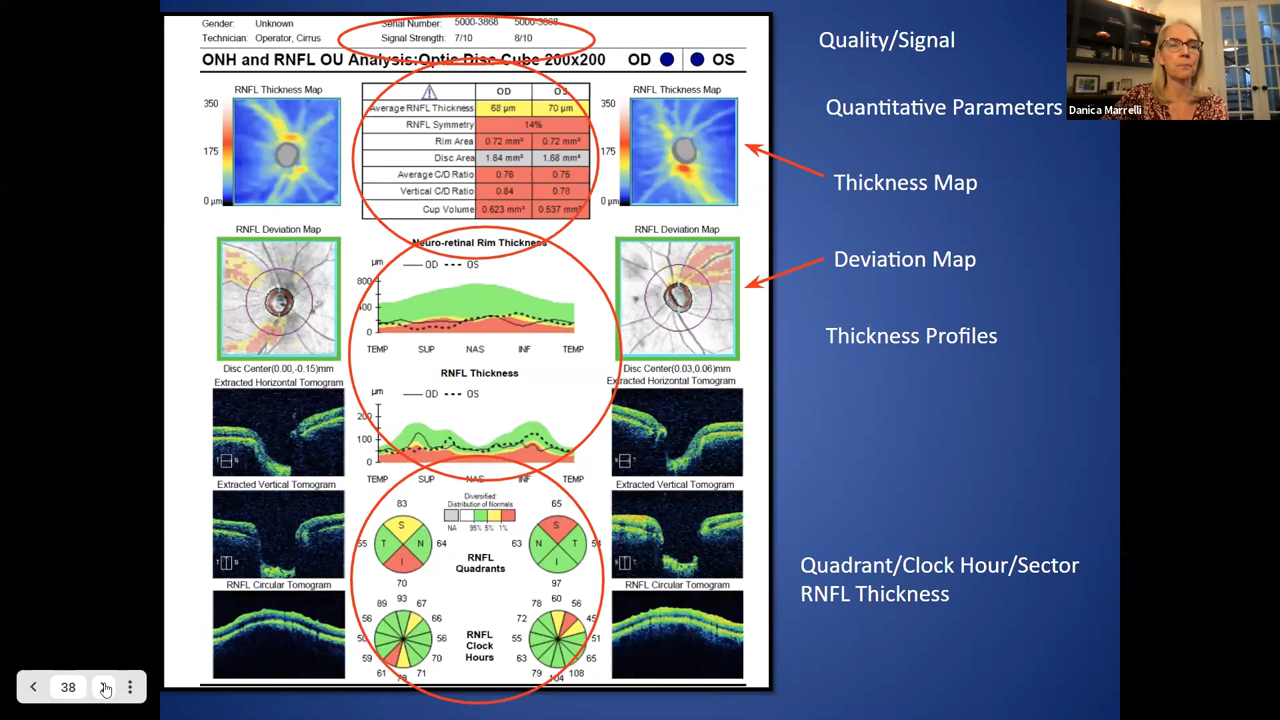 Gender: Unknown Serial Number: 5000-3868 5000-3868
Technician: Operator, Cirrus Signal Strength: 7/10 8/10
ONH and RNFL OU Analysis:Optic Disc Cube 200x200 OD OS
RNFL Thickness Map
350
175
0 µm
OD OS
Average RNFL Thickness 68 µm 70 µm
RNFL Symmetry 14%
Rim Area 0.72 mm² 0.72 mm²
Disc Area 1.64 mm² 1.68 mm²
Average C/D Ratio 0.76 0.75
Vertical C/D Ratio 0.84 0.78
Cup Volume 0.623 mm³ 0.537 mm³
RNFL Thickness Map
350
175
0 µm
RNFL Deviation Map
Disc Center(0.00,-0.15)mm
Neuro-retinal Rim Thickness
µm OD OS
800
400
0
TEMP SUP NAS INF TEMP
RNFL Deviation Map
Disc Center(0.03,0.06)mm
Extracted Horizontal Tomogram
T N
RNFL Thickness
µm OD OS
200
100
0
TEMP SUP NAS INF TEMP
Extracted Horizontal Tomogram
N T
Extracted Vertical Tomogram
Extracted Vertical Tomogram
Diversified:
Distribution of Normals
NA 95% 5% 1%
83
S
55 T N 64
I
70
RNFL
Quadrants
65
S
63 N T
I
97
RNFL Circular Tomogram
RNFL Circular Tomogram
93
89 67
56 66
50 56
59 70
61 71
RNFL
Clock
Hours
60
78 56
72 45
55 51
63 65
79 104 108
Quality/Signal
Quantitative Parameters
Thickness Map
Deviation Map
Thickness Profiles
Quadrant/Clock Hour/Sector
RNFL Thickness
Danica Marrelli
38